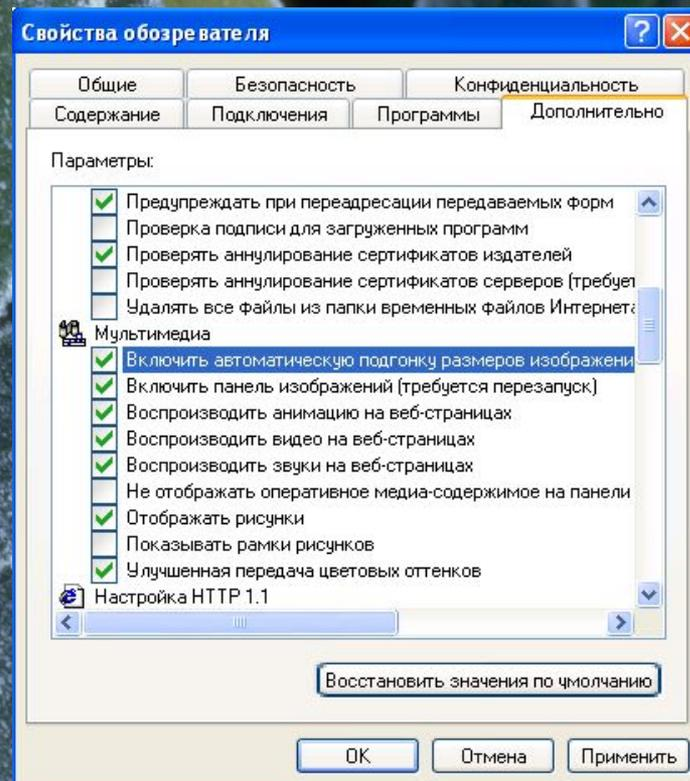 Свойства обозревателя
Общие Безопасность Конфиденциальность
Содержание Подключения Программы Дополнительно
Параметры:
Предупреждать при переадресации передаваемых форм
Проверка подписи для загруженных программ
Проверять аннулирование сертификатов издателей
Проверять аннулирование сертификатов серверов (требует
Удалять все файлы из папки временных файлов Интернета
Мультимедиа
Включить автоматическую подгонку размеров изображени
Включить панель изображений (требуется перезапуск)
Воспроизводить анимацию на веб-страницах
Воспроизводить видео на веб-страницах
Воспроизводить звуки на веб-страницах
Не отображать оперативное медиа-содержимое на панели
Отображать рисунки
Показывать рамки рисунков
Улучшенная передача цветовых оттенков
Настройка HTTP 1.1
Восстановить значения по умолчанию
OK Отмена Применить